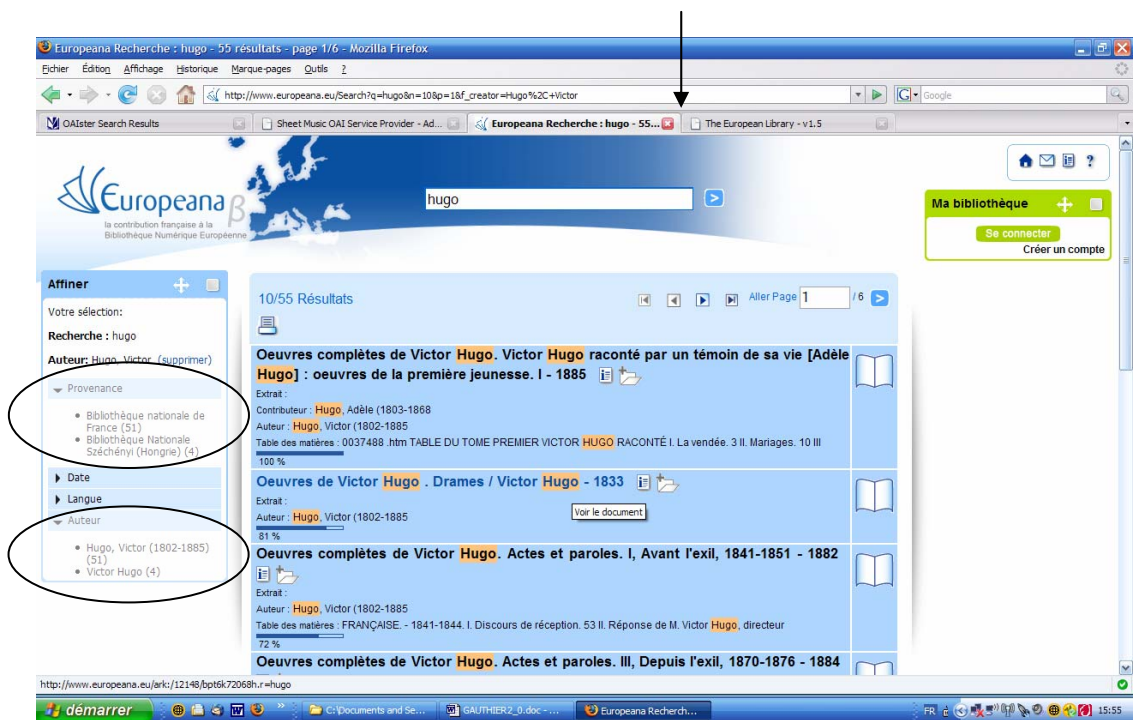 Europeana Recherche : hugo - 55 résultats - page 1/6 - Mozilla Firefox
Fichier Édition Affichage Historique Marque-pages Outils ?
http://www.europeana.eu/Search?q=hugo&n=10&p=1&f_creator=Hugo%2C+Victor
Google
OAIster Search Results
Sheet Music OAI Service Provider - Ad...
Europeana Recherche : hugo - 55...
The European Library - v1.5
Europeana β
la contribution française à la
Bibliothèque Numérique Européenne
hugo
Ma bibliothèque
Se connecter
Créer un compte
Affiner
Votre sélection:
Recherche : hugo
Auteur: Hugo, Victor (supprimer)
Provenance
Bibliothèque nationale de
France (51)
Bibliothèque Nationale
Széchényi (Hongrie) (4)
Date
Langue
Auteur
Hugo, Victor (1802-1885)
(51)
Victor Hugo (4)
10/55 Résultats
Aller Page 1 /6
Oeuvres complètes de Victor Hugo. Victor Hugo raconté par un témoin de sa vie [Adèle
Hugo] : oeuvres de la première jeunesse. I - 1885
Extrait :
Contributeur : Hugo, Adèle (1803-1868
Auteur : Hugo, Victor (1802-1885
Table des matières : 0037488 .htm TABLE DU TOME PREMIER VICTOR HUGO RACONTÉ I. La vendée. 3 II. Mariages. 10 III
100 %
Oeuvres de Victor Hugo . Drames / Victor Hugo - 1833
Extrait :
Voir le document
Auteur : Hugo, Victor (1802-1885
81 %
Oeuvres complètes de Victor Hugo. Actes et paroles. I, Avant l'exil, 1841-1851 - 1882
Extrait :
Auteur : Hugo, Victor (1802-1885
Table des matières : FRANÇAISE. - 1841-1844. I. Discours de réception. 53 II. Réponse de M. Victor Hugo, directeur
72 %
Oeuvres complètes de Victor Hugo. Actes et paroles. III, Depuis l'exil, 1870-1876 - 1884
http://www.europeana.eu/ark:/12148/bpt6k72068h.r=hugo
démarrer
C:\Documents and Se...
GAUTHIER2_0.doc - ...
Europeana Recherch...
FR
15:55